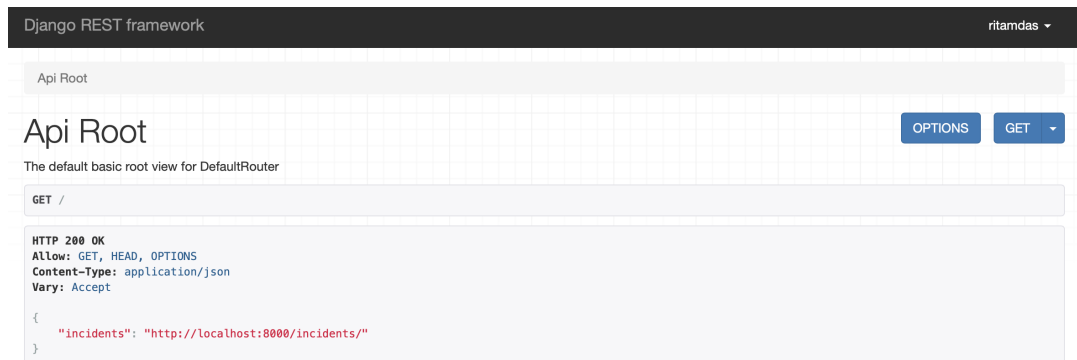 Django REST framework
ritamdas
Api Root
Api Root
OPTIONS
GET
The default basic root view for DefaultRouter
GET /
HTTP 200 OK
Allow: GET, HEAD, OPTIONS
Content-Type: application/json
Vary: Accept
{
    "incidents": "http://localhost:8000/incidents/"
}